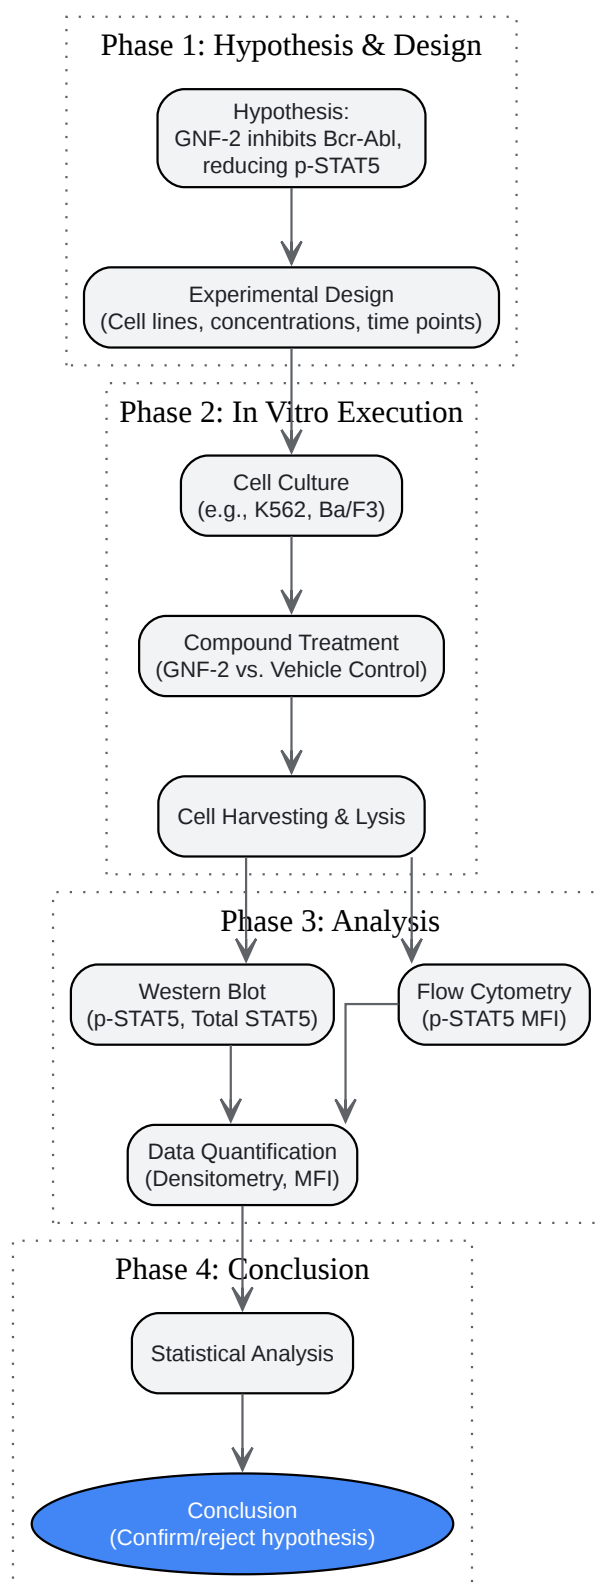 Phase 1: Hypothesis & Design
Hypothesis:
GNF-2 inhibits Bcr-Abl,
reducing p-STAT5
Experimental Design
(Cell lines, concentrations, time points)
Phase 2: In Vitro Execution
Cell Culture
(e.g., K562, Ba/F3)
Compound Treatment
(GNF-2 vs. Vehicle Control)
Cell Harvesting & Lysis
Phase 3: Analysis
Western Blot
(p-STAT5, Total STAT5)
Flow Cytometry
(p-STAT5 MFI)
Data Quantification
(Densitometry, MFI)
Phase 4: Conclusion
Statistical Analysis
Conclusion
(Confirm/reject hypothesis)